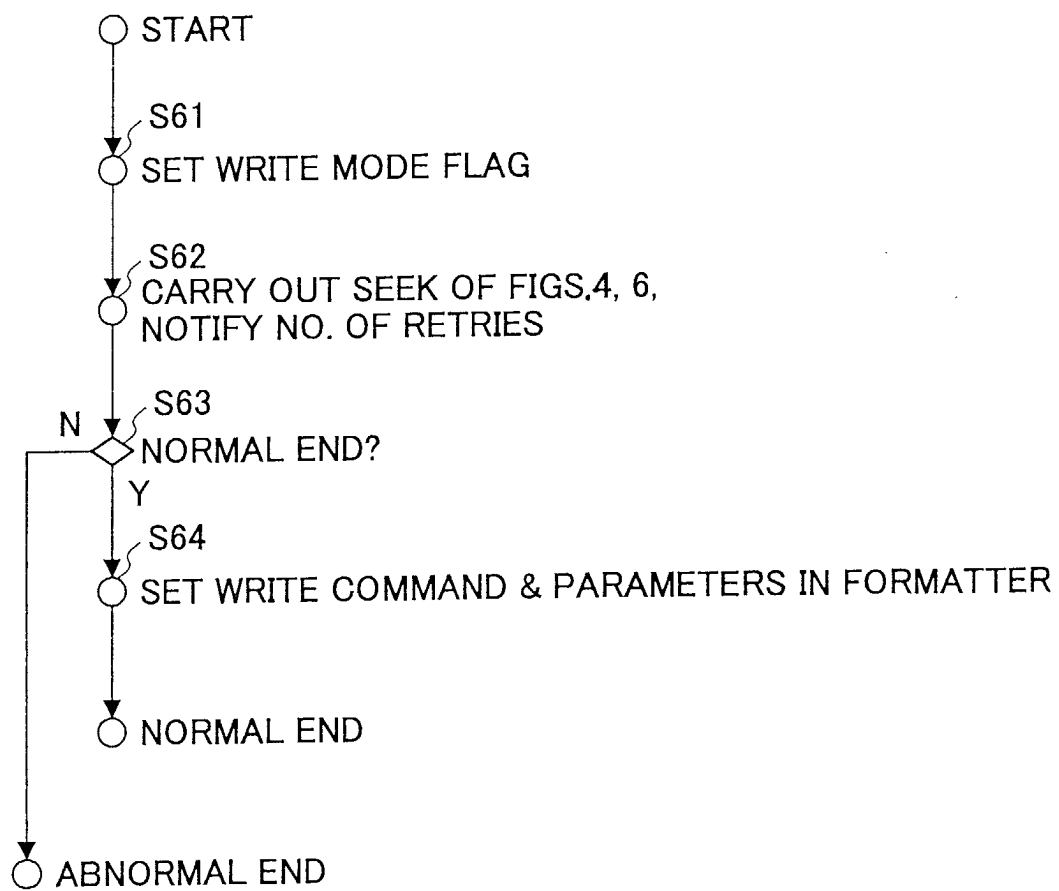 START
S61
SET WRITE MODE FLAG
S62
CARRY OUT SEEK OF FIGS.4, 6,
NOTIFY NO. OF RETRIES
S63
N
NORMAL END?
Y
S64
SET WRITE COMMAND & PARAMETERS IN FORMATTER
NORMAL END
ABNORMAL END